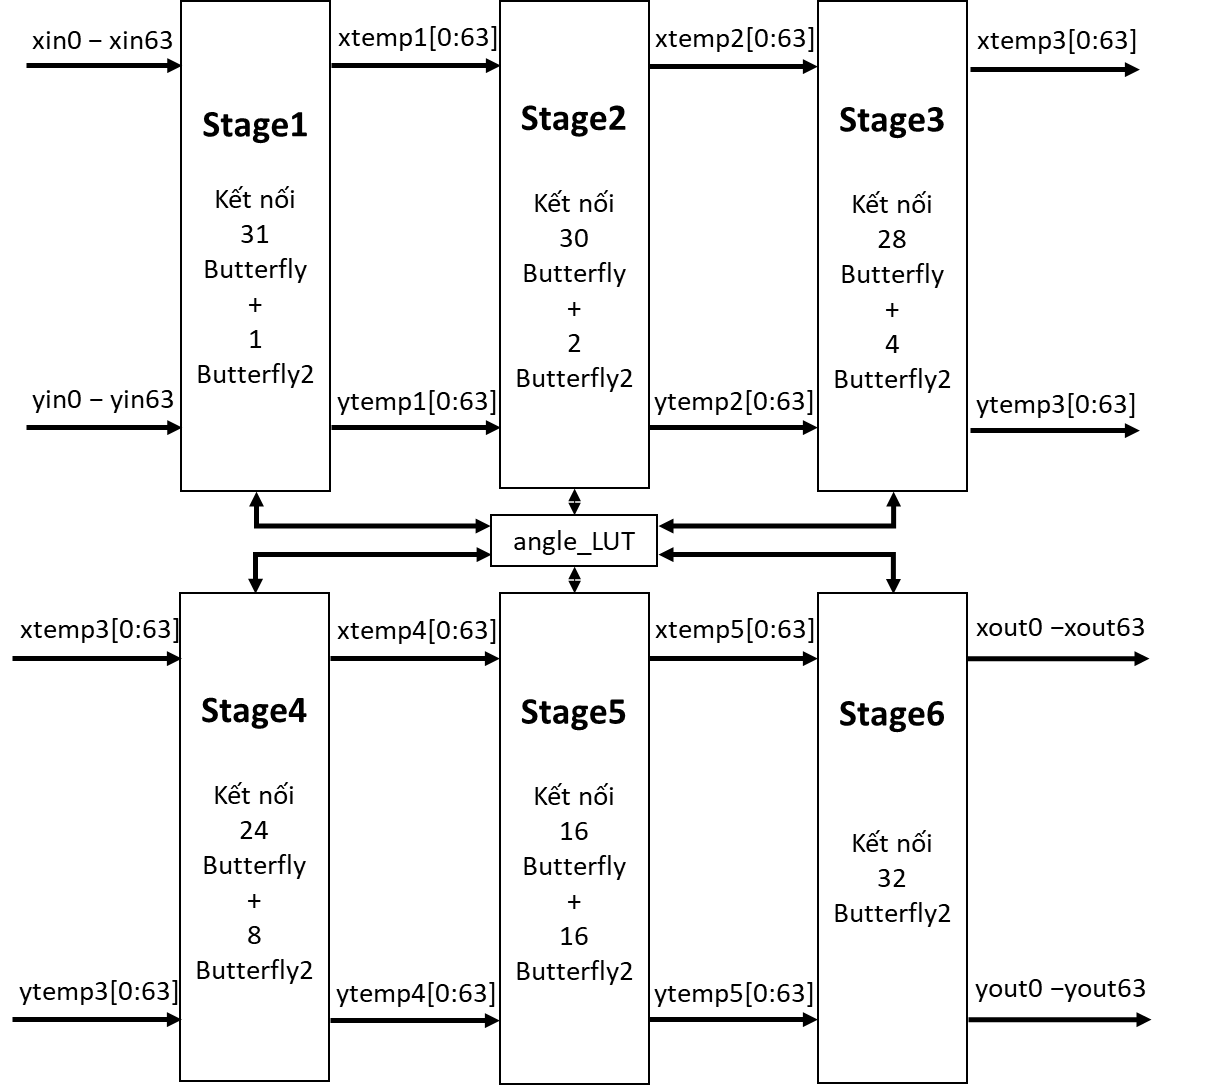 xin0 – xin63
xtemp1[0:63]
xtemp2[0:63]
xtemp3[0:63]
Stage1
Kết nối
31
Butterfly
+
1
Butterfly2
Stage2
Kết nối
30
Butterfly
+
2
Butterfly2
Stage3
Kết nối
28
Butterfly
+
4
Butterfly2
yin0 – yin63
ytemp1[0:63]
ytemp2[0:63]
ytemp3[0:63]
angle_LUT
xtemp3[0:63]
xtemp4[0:63]
xtemp5[0:63]
xout0 –xout63
Stage4
Kết nối
24
Butterfly
+
8
Butterfly2
Stage5
Kết nối
16
Butterfly
+
16
Butterfly2
Stage6
Kết nối
32
Butterfly2
ytemp3[0:63]
ytemp4[0:63]
ytemp5[0:63]
yout0 –yout63